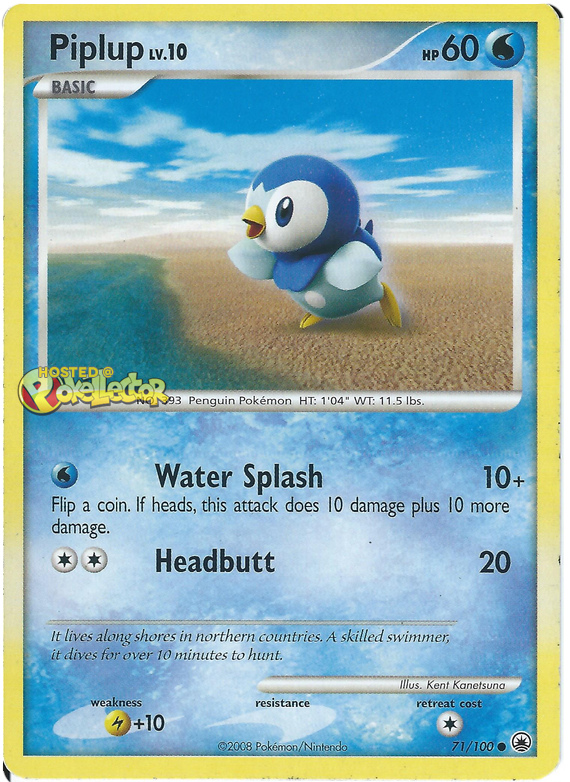 Piplup LV.10
HP 60
BASIC
HOSTED @
Pokellector
Penguin Pokémon HT: 1'04" WT: 11.5 lbs.
Water Splash 10+
Flip a coin. If heads, this attack does 10 damage plus 10 more
damage.
Headbutt 20
It lives along shores in northern countries. A skilled swimmer,
it dives for over 10 minutes to hunt.
Illus. Kent Kanetsuna
weakness resistance retreat cost
+10
©2008 Pokémon/Nintendo 71/100